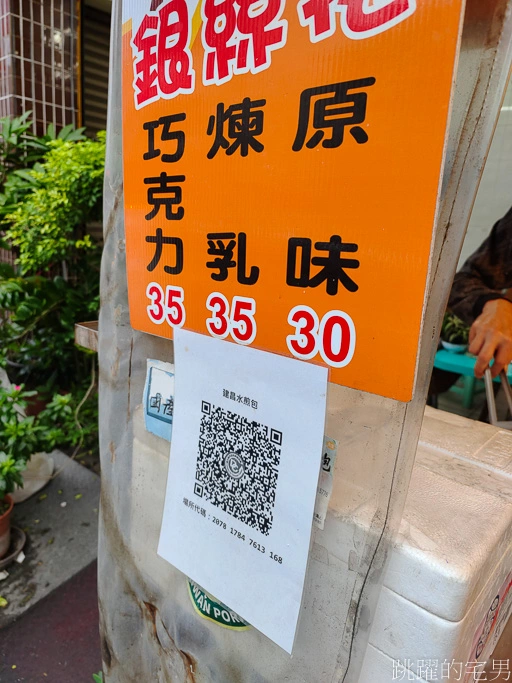 銀絲卷
原味
30
煉乳
35
巧克力
35
建昌水煎包
場所代碼：2078 1784 7613 168
跳躍的宅男